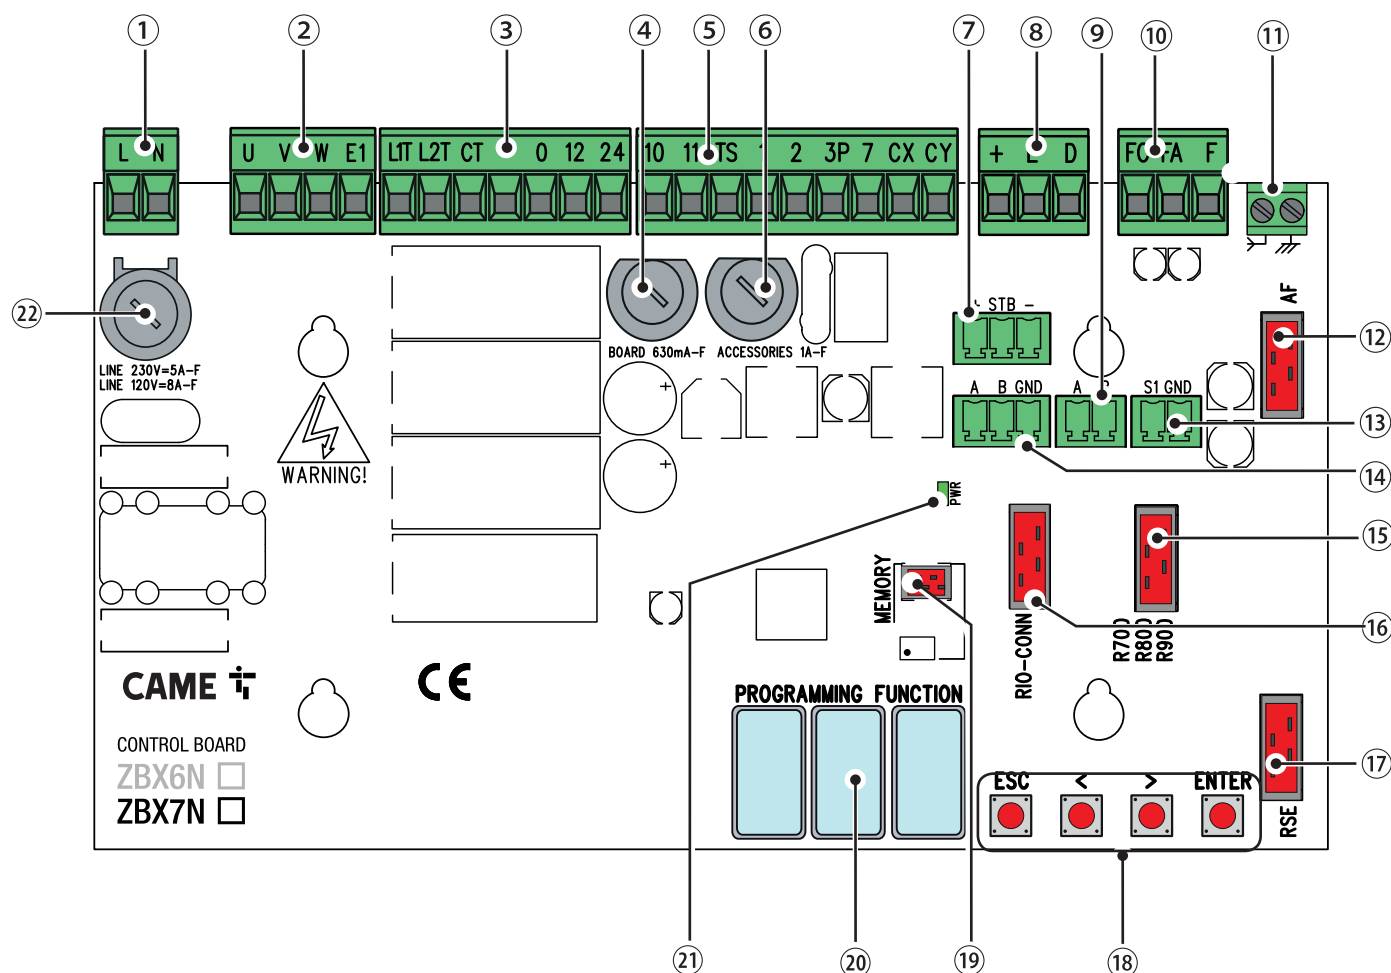 1 2 3 4 5 6 7 8 9 10 11
L N U V W E1 L1T L2T CT 0 12 24 10 11 TS 1 2 3P 7 CX CY + E D FC FA F
22
LINE 230V=5A-F
LINE 120V=8A-F
BOARD 630mA-F ACCESSORIES 1A-F
+ STB -
AF
12
A B GND A B S1 GND
13
14
WARNING!
+
+
PWR
15
MEMORY
RIO-CONN
R700
R800
R900
16
CAME
CE
PROGRAMMING FUNCTION
CONTROL BOARD
ZBX6N
ZBX7N
ESC < > ENTER
17
RSE
21 20 19 18